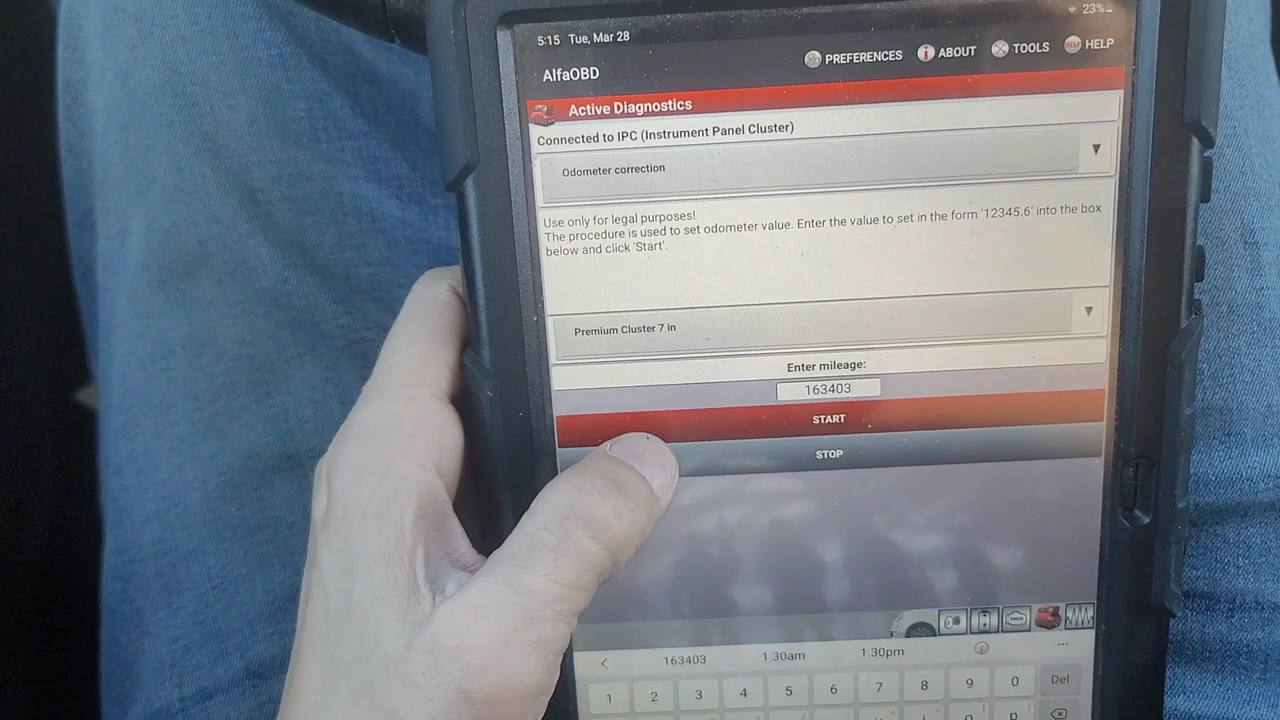 5:15 Tue, Mar 28
23%
AlfaOBD
PREFERENCES
ABOUT
TOOLS
HELP
HELP
Active Diagnostics
Connected to IPC (Instrument Panel Cluster)
Odometer correction
Use only for legal purposes!
The procedure is used to set odometer value. Enter the value to set in the form '12345.6' into the box
below and click 'Start'.
Premium Cluster 7 in
Enter mileage:
163403
START
STOP
163403
1.30am
1.30pm
1 2 3 4 5 6 7 8 9 0 Del